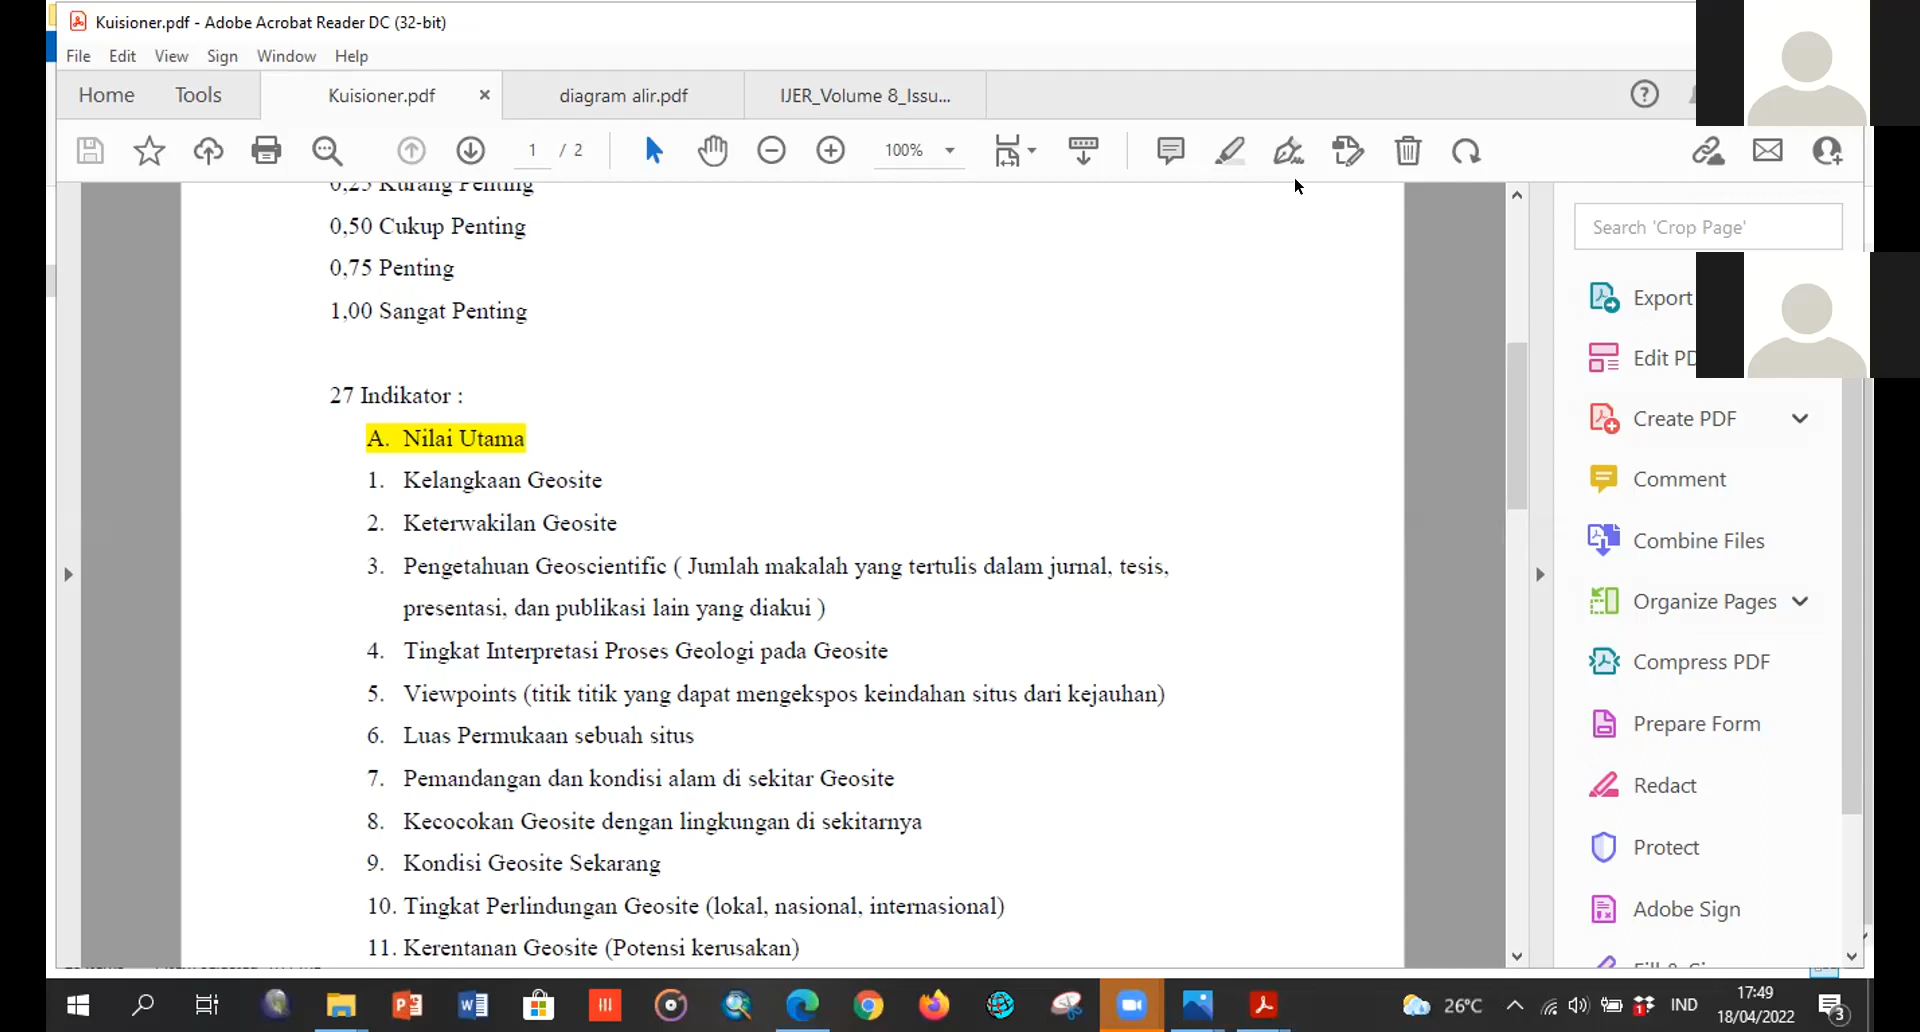 Kuisioner.pdf - Adobe Acrobat Reader DC (32-bit)
File Edit View Sign Window Help
Home Tools Kuisioner.pdf × diagram alir.pdf IJER_Volume 8_Issu...
1 / 2 100%
0,25 Kurang Penting
0,50 Cukup Penting
0,75 Penting
1,00 Sangat Penting
27 Indikator :
A. Nilai Utama
1. Kelangkaan Geosite
2. Keterwakilan Geosite
3. Pengetahuan Geoscientific ( Jumlah makalah yang tertulis dalam jurnal, tesis,
presentasi, dan publikasi lain yang diakui )
4. Tingkat Interpretasi Proses Geologi pada Geosite
5. Viewpoints (titik titik yang dapat mengekspos keindahan situs dari kejauhan)
6. Luas Permukaan sebuah situs
7. Pemandangan dan kondisi alam di sekitar Geosite
8. Kecocokan Geosite dengan lingkungan di sekitarnya
9. Kondisi Geosite Sekarang
10. Tingkat Perlindungan Geosite (lokal, nasional, internasional)
11. Kerentanan Geosite (Potensi kerusakan)
Search 'Crop Page'
Export
Edit PD
Create PDF
Comment
Combine Files
Organize Pages
Compress PDF
Prepare Form
Redact
Protect
Adobe Sign
26°C IND 17:49
18/04/2022 3